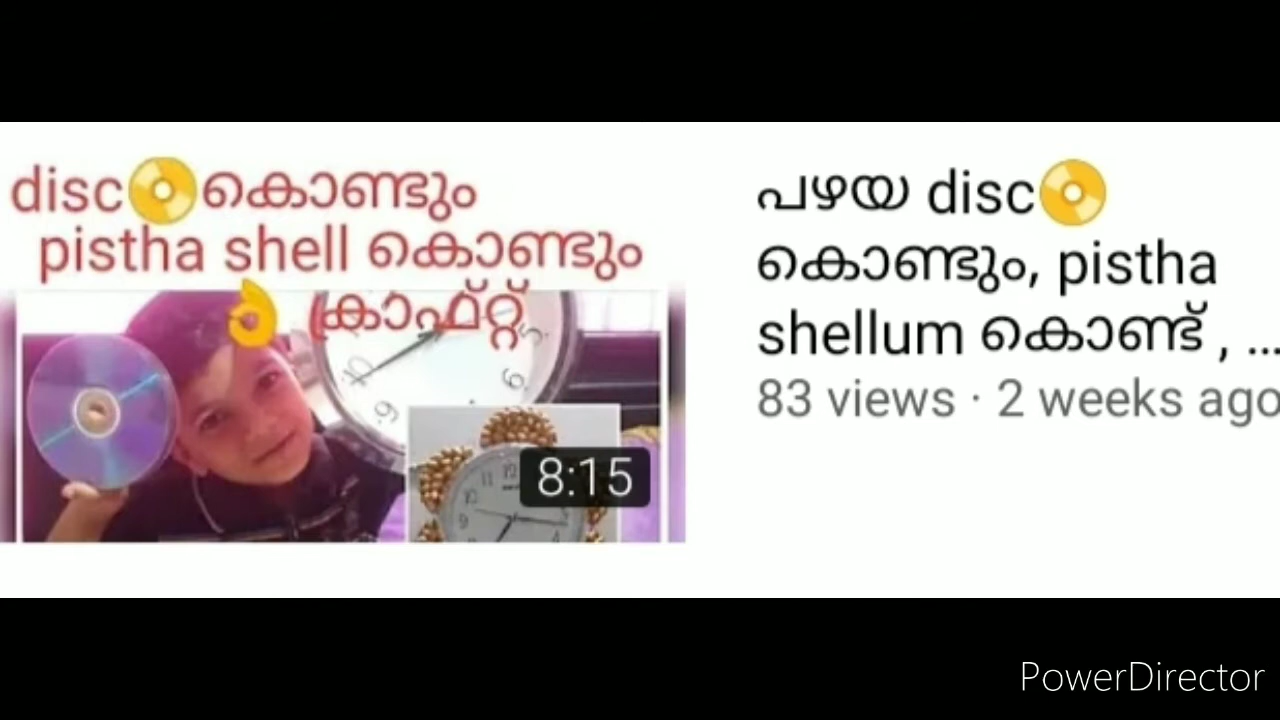 disc📀കൊണ്ടും
pistha shell കൊണ്ടും
👌 ക്രാഫ്റ്റ്
8:15
പഴയ disc📀
കൊണ്ടും, pistha
shellum കൊണ്ട് , ...
83 views · 2 weeks ago
PowerDirector